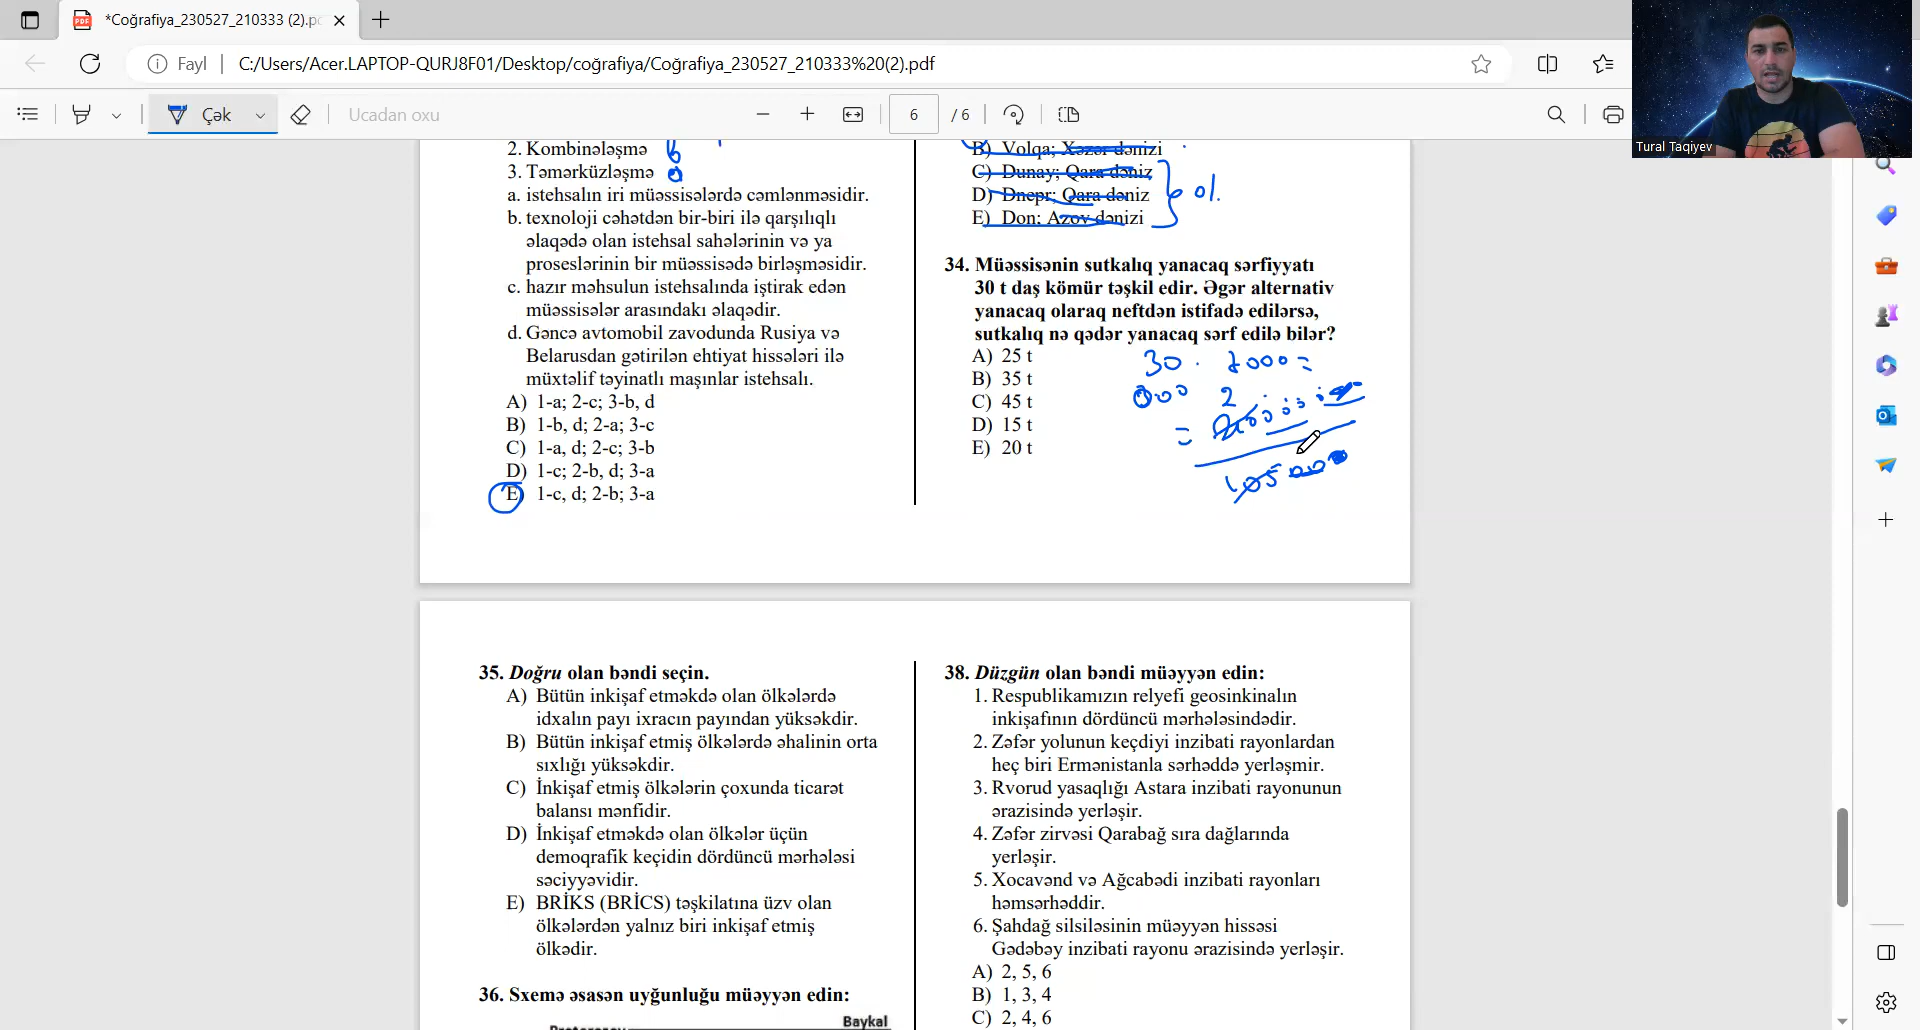 *Coğrafiya_230527_210333 (2).pc
Fayl
C:/Users/Acer.LAPTOP-QURJ8F01/Desktop/coğrafiya/Coğrafiya_230527_210333%20(2).pdf
Çək
Ucadan oxu
6 / 6
Tural Taqiyev
2. Kombinələşmə b
3. Təmərküzləşmə a
a. istehsalın iri müəssisələrdə cəmlənməsidir.
b. texnoloji cəhətdən bir-biri ilə qarşılıqlı
əlaqədə olan istehsal sahələrinin və ya
proseslərinin bir müəssisədə birləşməsidir.
c. hazır məhsulun istehsalında iştirak edən
müəssisələr arasındakı əlaqədir.
d. Gəncə avtomobil zavodunda Rusiya və
Belarusdan gətirilən ehtiyat hissələri ilə
müxtəlif təyinatlı maşınlar istehsalı.
A) 1-a; 2-c; 3-b, d
B) 1-b, d; 2-a; 3-c
C) 1-a, d; 2-c; 3-b
D) 1-c; 2-b, d; 3-a
E) 1-c, d; 2-b; 3-a
B) Volqa; Xəzər dənizi
C) Dunay; Qara dəniz
D) Dnepr; Qara dəniz
E) Don; Azov dənizi
34. Müəssisənin sutkalıq yanacaq sərfiyyatı
30 t daş kömür təşkil edir. Əgər alternativ
yanacaq olaraq neftdən istifadə edilərsə,
sutkalıq nə qədər yanacaq sərf edilə bilər?
A) 25 t
B) 35 t
C) 45 t
D) 15 t
E) 20 t
30 · 7000 =
35. Doğru olan bəndi seçin.
A) Bütün inkişaf etməkdə olan ölkələrdə
idxalın payı ixracın payından yüksəkdir.
B) Bütün inkişaf etmiş ölkələrdə əhalinin orta
sıxlığı yüksəkdir.
C) İnkişaf etmiş ölkələrin çoxunda ticarət
balansı mənfidir.
D) İnkişaf etməkdə olan ölkələr üçün
demoqrafik keçidin dördüncü mərhələsi
səciyyəvidir.
E) BRİKS (BRİCS) təşkilatına üzv olan
ölkələrdən yalnız biri inkişaf etmiş
ölkədir.
36. Sxemə əsasən uyğunluğu müəyyən edin:
Baykal
38. Düzgün olan bəndi müəyyən edin:
1. Respublikamızın relyefi geosinkinalın
inkişafının dördüncü mərhələsindədir.
2. Zəfər yolunun keçdiyi inzibati rayonlardan
heç biri Ermənistanla sərhəddə yerləşmir.
3. Rvorud yasaqlığı Astara inzibati rayonunun
ərazisində yerləşir.
4. Zəfər zirvəsi Qarabağ sıra dağlarında
yerləşir.
5. Xocavənd və Ağcabədi inzibati rayonları
həmsərhəddir.
6. Şahdağ silsiləsinin müəyyən hissəsi
Gədəbəy inzibati rayonu ərazisində yerləşir.
A) 2, 5, 6
B) 1, 3, 4
C) 2, 4, 6